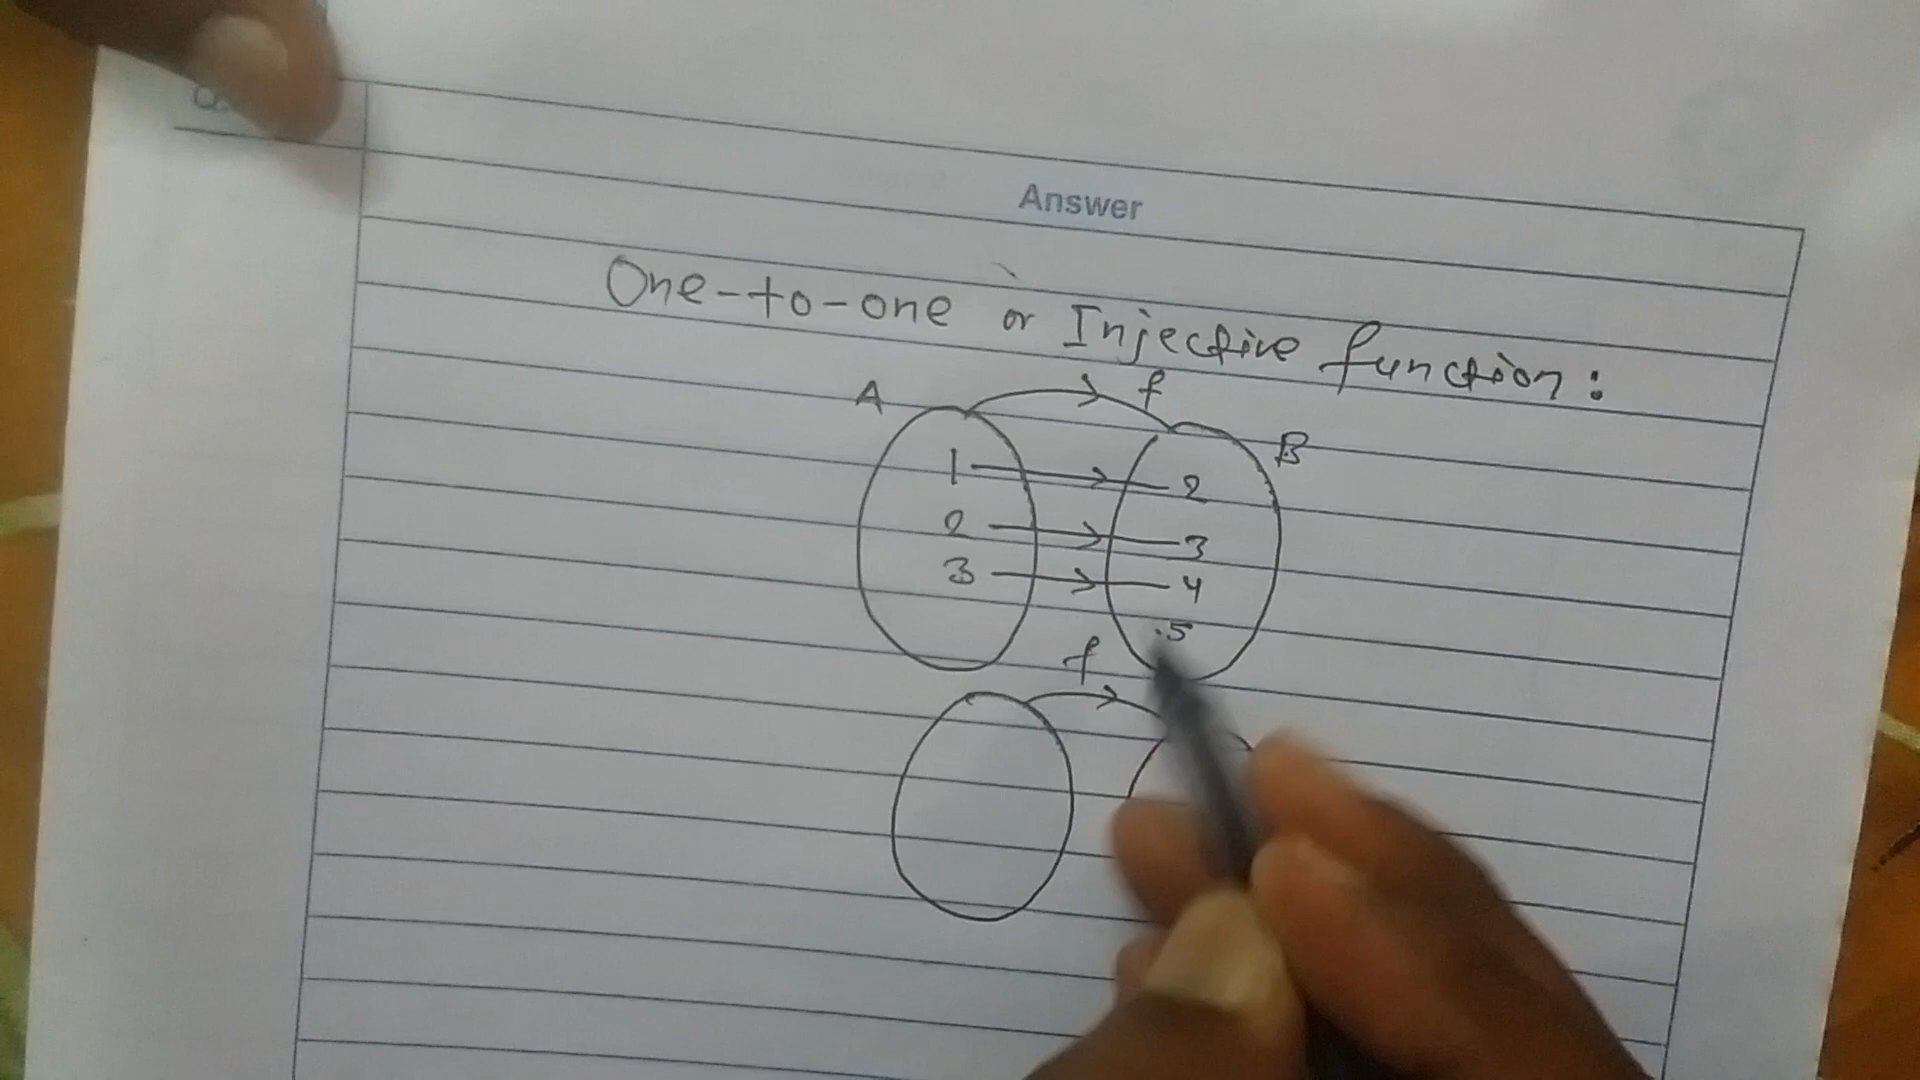 Answer
One-to-one or Injective function:
A f B
1 2
2 3
3 4
.5
f